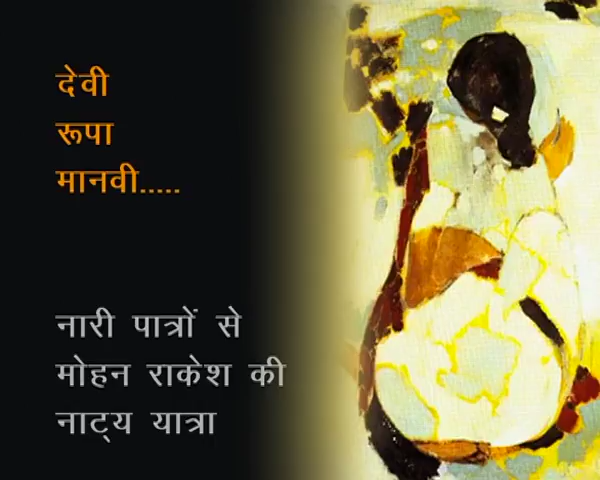 देवी
रूपा
मानवी.....
नारी पात्रों से
मोहन राकेश की
नाट्य यात्रा